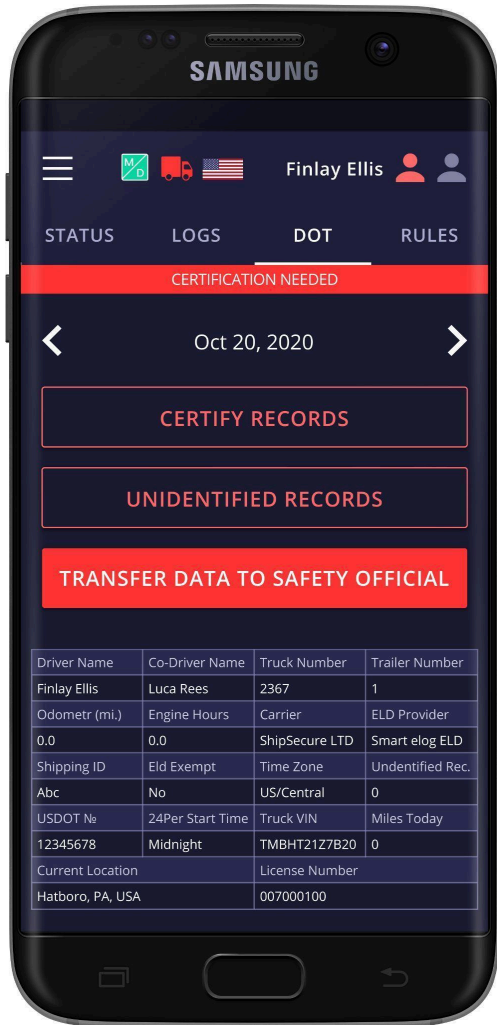 SAMSUNG
M/D
Finlay Ellis
STATUS LOGS DOT RULES
CERTIFICATION NEEDED
Oct 20, 2020
CERTIFY RECORDS
UNIDENTIFIED RECORDS
TRANSFER DATA TO SAFETY OFFICIAL
Driver Name Co-Driver Name Truck Number Trailer Number
Finlay Ellis Luca Rees 2367 1
Odometr (mi.) Engine Hours Carrier ELD Provider
0.0 0.0 ShipSecure LTD Smart elog ELD
Shipping ID Eld Exempt Time Zone Undentified Rec.
Abc No US/Central 0
USDOT № 24Per Start Time Truck VIN Miles Today
12345678 Midnight TMBHT21Z7B20 0
Current Location License Number
Hatboro, PA, USA 007000100